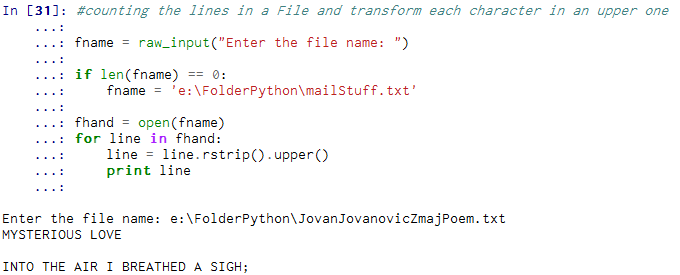 In [31]: #counting the lines in a File and transform each character in an upper one
    ...:
    ...: fname = raw_input("Enter the file name: ")
    ...:
    ...: if len(fname) == 0:
    ...:     fname = 'e:\FolderPython\mailStuff.txt'
    ...:
    ...: fhand = open(fname)
    ...: for line in fhand:
    ...:     line = line.rstrip().upper()
    ...:     print line
    ...:
Enter the file name: e:\FolderPython\JovanJovanovicZmajPoem.txt
MYSTERIOUS LOVE
INTO THE AIR I BREATHED A SIGH;